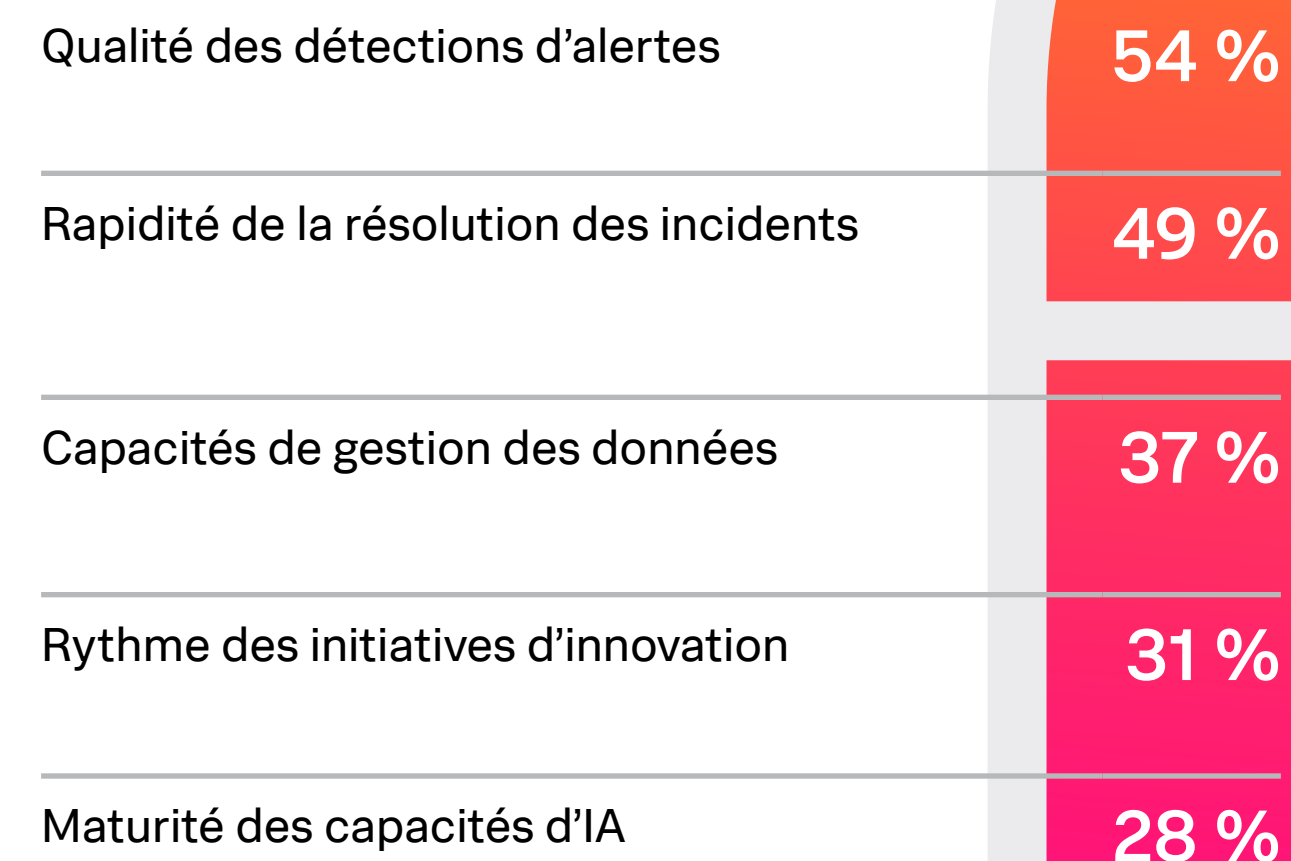 Qualité des détections d’alertes 54 %
Rapidité de la résolution des incidents 49 %
Capacités de gestion des données 37 %
Rythme des initiatives d’innovation 31 %
Maturité des capacités d’IA 28 %